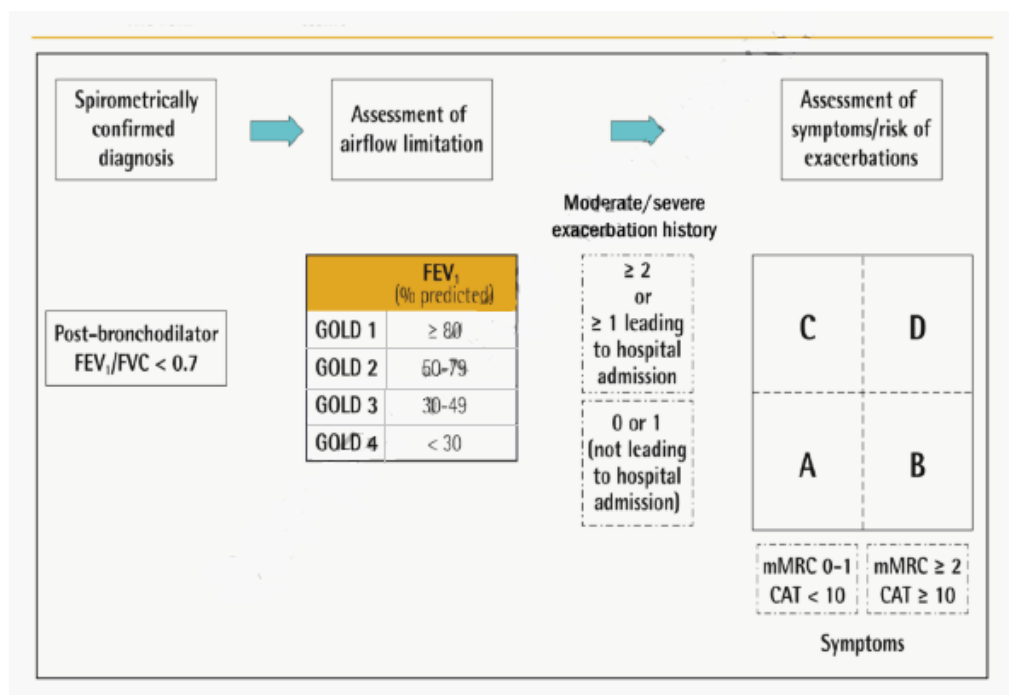 Spirometrically
confirmed
diagnosis
Assessment of
airflow limitation
Assessment of
symptoms/risk of
exacerbations
Moderate/severe
exacerbation history
Post-bronchodilator
FEV₁/FVC < 0.7
FEV₁
(% predicted)
GOLD 1 ≥ 80
GOLD 2 50-79
GOLD 3 30-49
GOLD 4 < 30
≥ 2
or
≥ 1 leading
to hospital
admission
0 or 1
(not leading
to hospital
admission)
C D
A B
mMRC 0-1
CAT < 10
mMRC ≥ 2
CAT ≥ 10
Symptoms